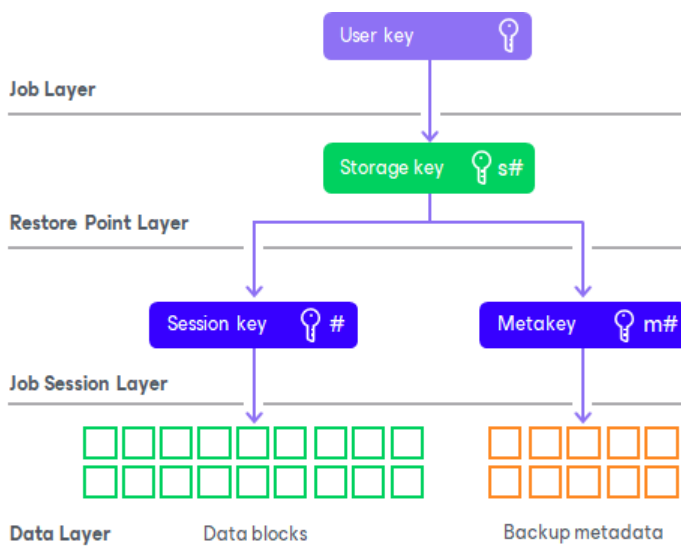 User key
Job Layer
Storage key s#
Restore Point Layer
Session key #
Metakey m#
Job Session Layer
Data Layer
Data blocks
Backup metadata